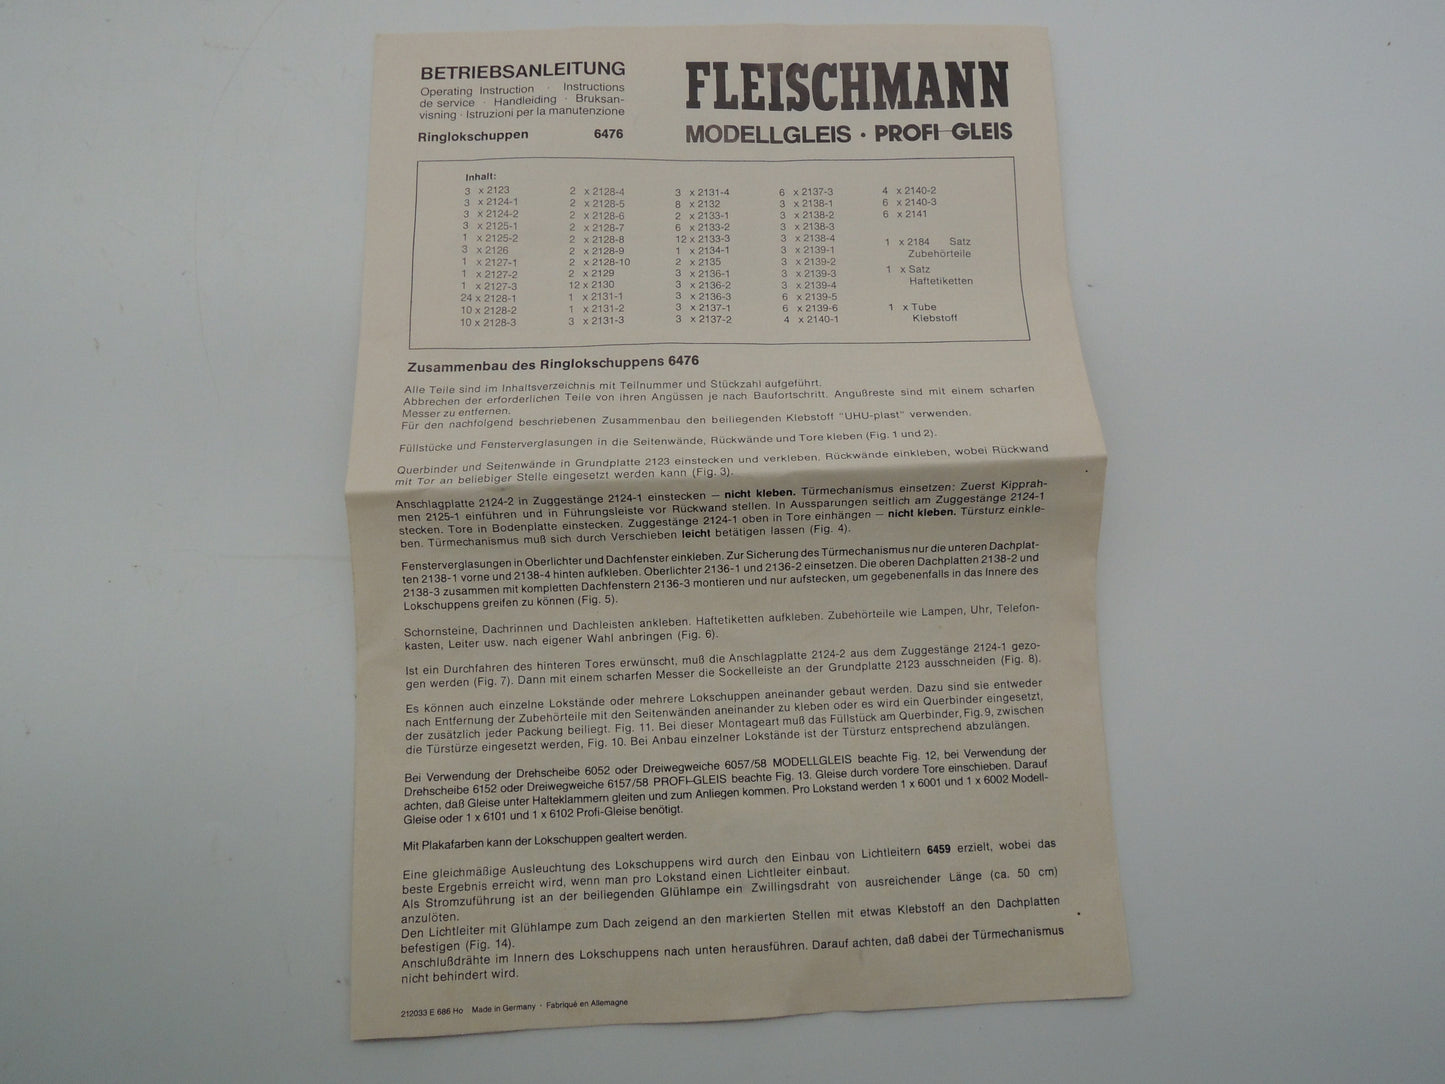 BETRIEBSANLEITUNG
Operating Instruction · Instructions
de service · Handleiding · Bruksan-
visning · Istruzioni per la manutenzione
Ringlokschuppen 6476
FLEISCHMANN
MODELLGLEIS · PROFI-GLEIS
Inhalt:
3 x 2123
3 x 2124-1
3 x 2124-2
3 x 2125-1
1 x 2125-2
3 x 2126
1 x 2127-1
1 x 2127-2
1 x 2127-3
24 x 2128-1
10 x 2128-2
10 x 2128-3
2 x 2128-4
2 x 2128-5
2 x 2128-6
2 x 2128-7
2 x 2128-8
2 x 2128-9
2 x 2128-10
2 x 2129
12 x 2130
1 x 2131-1
1 x 2131-2
3 x 2131-3
3 x 2131-4
8 x 2132
2 x 2133-1
6 x 2133-2
12 x 2133-3
1 x 2134-1
2 x 2135
3 x 2136-1
3 x 2136-2
3 x 2136-3
3 x 2137-1
3 x 2137-2
6 x 2137-3
3 x 2138-1
3 x 2138-2
3 x 2138-3
3 x 2138-4
3 x 2139-1
3 x 2139-2
3 x 2139-3
3 x 2139-4
6 x 2139-5
6 x 2139-6
4 x 2140-1
4 x 2140-2
6 x 2140-3
6 x 2141
1 x 2184 Satz
Zubehörteile
1 x Satz
Haftetiketten
1 x Tube
Klebstoff
Zusammenbau des Ringlokschuppens 6476
Alle Teile sind im Inhaltsverzeichnis mit Teilnummer und Stückzahl aufgeführt.
Abbrechen der erforderlichen Teile von ihren Angüssen je nach Baufortschritt. Angußreste sind mit einem scharfen
Messer zu entfernen.
Für den nachfolgend beschriebenen Zusammenbau den beiliegenden Klebstoff "UHU-plast" verwenden.
Füllstücke und Fensterverglasungen in die Seitenwände, Rückwände und Tore kleben (Fig. 1 und 2).
Querbinder und Seitenwände in Grundplatte 2123 einstecken und verkleben. Rückwände einkleben, wobei Rückwand
mit Tor an beliebiger Stelle eingesetzt werden kann (Fig. 3).
Anschlagplatte 2124-2 in Zuggestänge 2124-1 einstecken – nicht kleben. Türmechanismus einsetzen: Zuerst Kipprah-
men 2125-1 einführen und in Führungsleiste vor Rückwand stellen. In Aussparungen seitlich am Zuggestänge 2124-1
stecken. Tore in Bodenplatte einstecken. Zuggestänge 2124-1 oben in Tore einhängen – nicht kleben. Türsturz einkle-
ben. Türmechanismus muß sich durch Verschieben leicht betätigen lassen (Fig. 4).
Fensterverglasungen in Oberlichter und Dachfenster einkleben. Zur Sicherung des Türmechanismus nur die unteren Dachplat-
ten 2138-1 vorne und 2138-4 hinten aufkleben. Oberlichter 2136-1 und 2136-2 einsetzen. Die oberen Dachplatten 2138-2 und
2138-3 zusammen mit kompletten Dachfenstern 2136-3 montieren und nur aufstecken, um gegebenenfalls in das Innere des
Lokschuppens greifen zu können (Fig. 5).
Schornsteine, Dachrinnen und Dachleisten ankleben. Haftetiketten aufkleben. Zubehörteile wie Lampen, Uhr, Telefon-
kasten, Leiter usw. nach eigener Wahl anbringen (Fig. 6).
Ist ein Durchfahren des hinteren Tores erwünscht, muß die Anschlagplatte 2124-2 aus dem Zuggestänge 2124-1 gezo-
gen werden (Fig. 7). Dann mit einem scharfen Messer die Sockelleiste an der Grundplatte 2123 ausschneiden (Fig. 8).
Es können auch einzelne Lokstände oder mehrere Lokschuppen aneinander gebaut werden. Dazu sind sie entweder
nach Entfernung der Zubehörteile mit den Seitenwänden aneinander zu kleben oder es wird ein Querbinder eingesetzt,
der zusätzlich jeder Packung beiliegt. Fig. 11. Bei dieser Montageart muß das Füllstück am Querbinder, Fig. 9, zwischen
die Türstürze eingesetzt werden, Fig. 10. Bei Anbau einzelner Lokstände ist der Türsturz entsprechend abzulängen.
Bei Verwendung der Drehscheibe 6052 oder Dreiwegweiche 6057/58 MODELLGLEIS beachte Fig. 12, bei Verwendung der
Drehscheibe 6152 oder Dreiwegweiche 6157/58 PROFI-GLEIS beachte Fig. 13. Gleise durch vordere Tore einschieben. Darauf
achten, daß Gleise unter Halteklammern gleiten und zum Anliegen kommen. Pro Lokstand werden 1 x 6001 und 1 x 6002 Modell-
Gleise oder 1 x 6101 und 1 x 6102 Profi-Gleise benötigt.
Mit Plakafarben kann der Lokschuppen gealtert werden.
Eine gleichmäßige Ausleuchtung des Lokschuppens wird durch den Einbau von Lichtleitern 6459 erzielt, wobei das
beste Ergebnis erreicht wird, wenn man pro Lokstand einen Lichtleiter einbaut.
Als Stromzuführung ist an der beiliegenden Glühlampe ein Zwillingsdraht von ausreichender Länge (ca. 50 cm)
anzulöten.
Den Lichtleiter mit Glühlampe zum Dach zeigend an den markierten Stellen mit etwas Klebstoff an den Dachplatten
befestigen (Fig. 14).
Anschlußdrähte im Innern des Lokschuppens nach unten herausführen. Darauf achten, daß dabei der Türmechanismus
nicht behindert wird.
212033 E 686 Ho Made in Germany · Fabriqué en Allemagne